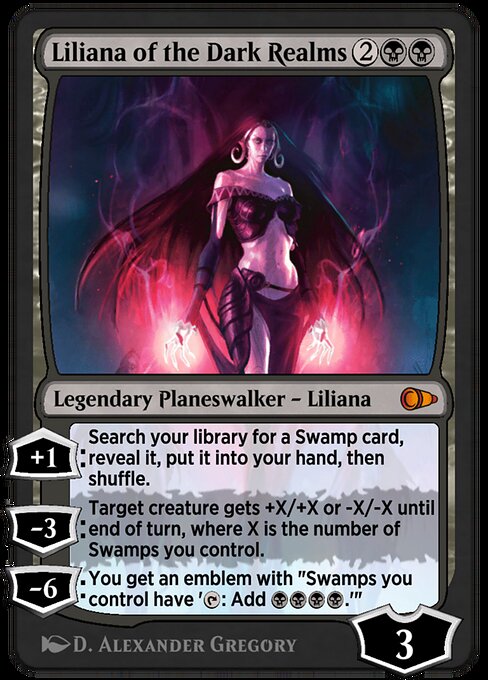 Liliana of the Dark Realms 2
Legendary Planeswalker – Liliana
+1
: Search your library for a Swamp card,
reveal it, put it into your hand, then
shuffle.
−3
: Target creature gets +X/+X or -X/-X until
end of turn, where X is the number of
Swamps you control.
−6
: You get an emblem with "Swamps you
control have ': Add .'"
D. Alexander Gregory
3